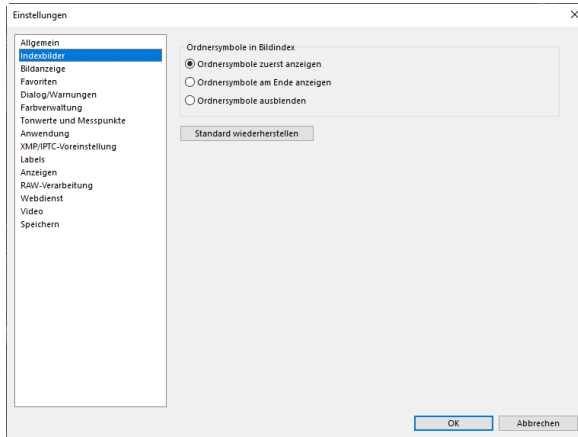 Einstellungen
Allgemein
Indexbilder
Bildanzeige
Favoriten
Dialog/Warnungen
Farbverwaltung
Tonwerte und Messpunkte
Anwendung
XMP/IPTC-Voreinstellung
Labels
Anzeigen
RAW-Verarbeitung
Webdienst
Video
Speichern
Ordnersymbole in Bildindex
Ordnersymbole zuerst anzeigen
Ordnersymbole am Ende anzeigen
Ordnersymbole ausblenden
Standard wiederherstellen
OK
Abbrechen